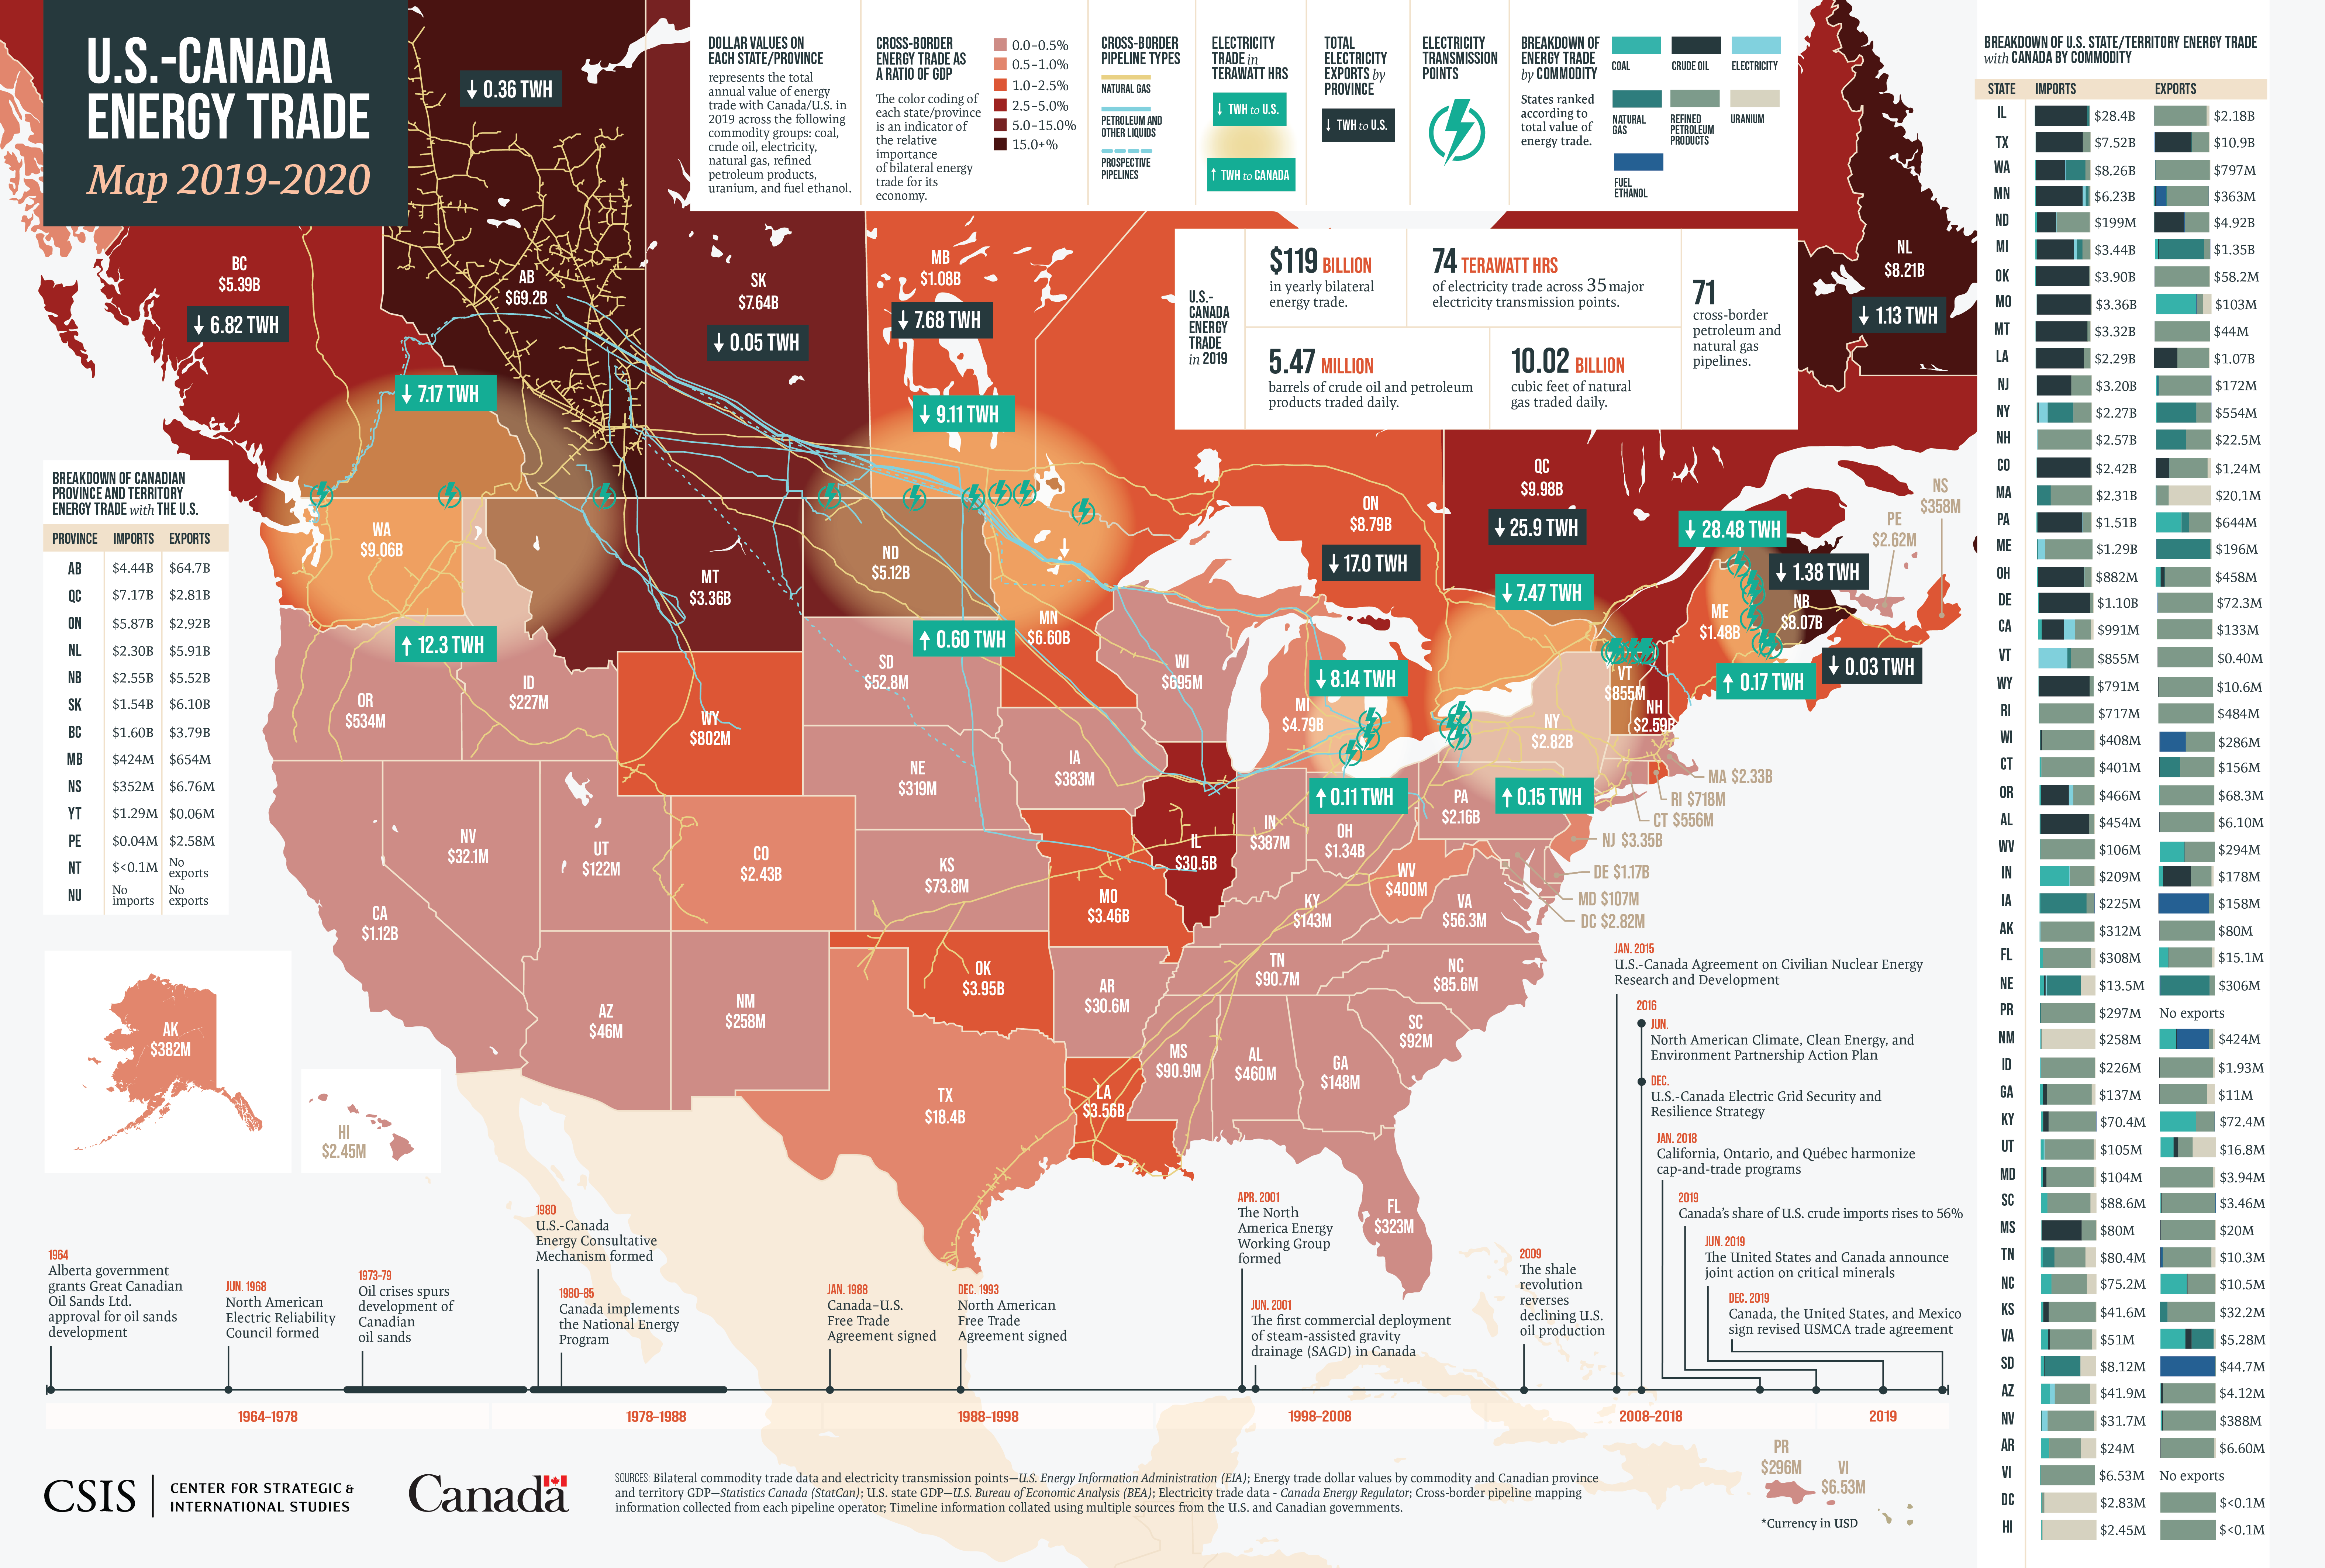 U.S.-CANADA
ENERGY TRADE
Map 2019-2020
DOLLAR VALUES ON
EACH STATE/PROVINCE
represents the total
annual value of energy
trade with Canada/U.S. in
2019 across the following
commodity groups: coal,
crude oil, electricity,
natural gas, refined
petroleum products,
uranium, and fuel ethanol.
CROSS-BORDER
ENERGY TRADE AS
A RATIO OF GDP
The color coding of
each state/province
is an indicator of
the relative
importance
of bilateral energy
trade for its
economy.
0.0–0.5%
0.5–1.0%
1.0–2.5%
2.5–5.0%
5.0–15.0%
15.0+%
CROSS-BORDER
PIPELINE TYPES
NATURAL GAS
PETROLEUM AND
OTHER LIQUIDS
PROSPECTIVE
PIPELINES
ELECTRICITY
TRADE in
TERAWATT HRS
↓ TWH to U.S.
↑ TWH to CANADA
TOTAL
ELECTRICITY
EXPORTS by
PROVINCE
↓ TWH to U.S.
ELECTRICITY
TRANSMISSION
POINTS
BREAKDOWN OF
ENERGY TRADE
by COMMODITY
States ranked
according to
total value of
energy trade.
COAL
CRUDE OIL
ELECTRICITY
NATURAL
GAS
REFINED
PETROLEUM
PRODUCTS
URANIUM
FUEL
ETHANOL
U.S.-
CANADA
ENERGY
TRADE
in 2019
$119 BILLION
in yearly bilateral
energy trade.
74 TERAWATT HRS
of electricity trade across 35 major
electricity transmission points.
5.47 MILLION
barrels of crude oil and petroleum
products traded daily.
10.02 BILLION
cubic feet of natural
gas traded daily.
71
cross-border
petroleum and
natural gas
pipelines.
↓ 0.36 TWH
BC
$5.39B
↓ 6.82 TWH
AB
$69.2B
SK
$7.64B
↓ 0.05 TWH
MB
$1.08B
↓ 7.68 TWH
NL
$8.21B
↓ 1.13 TWH
↓ 7.17 TWH
↓ 9.11 TWH
ON
$8.79B
↓ 17.0 TWH
QC
$9.98B
↓ 25.9 TWH
↓ 28.48 TWH
↓ 1.38 TWH
NS
$358M
PE
$2.62M
NB
$8.07B
↓ 7.47 TWH
↓ 0.03 TWH
↑ 0.17 TWH
↓ 8.14 TWH
↑ 12.3 TWH
↑ 0.60 TWH
↑ 0.11 TWH
↑ 0.15 TWH
WA
$9.06B
MT
$3.36B
ND
$5.12B
MN
$6.60B
ME
$1.48B
VT
$855M
NH
$2.59B
OR
$534M
ID
$227M
WY
$802M
SD
$52.8M
WI
$695M
MI
$4.79B
NY
$2.82B
MA $2.33B
RI $718M
CT $556M
NJ $3.35B
DE $1.17B
MD $107M
DC $2.82M
NE
$319M
IA
$383M
PA
$2.16B
NV
$32.1M
UT
$122M
CO
$2.43B
KS
$73.8M
MO
$3.46B
IL
$30.5B
IN
$387M
OH
$1.34B
WV
$400M
KY
$143M
VA
$56.3M
CA
$1.12B
AZ
$46M
NM
$258M
OK
$3.95B
AR
$30.6M
TN
$90.7M
NC
$85.6M
SC
$92M
MS
$90.9M
AL
$460M
GA
$148M
TX
$18.4B
LA
$3.56B
FL
$323M
AK
$382M
HI
$2.45M
PR
$296M
VI
$6.53M
*Currency in USD
BREAKDOWN OF CANADIAN
PROVINCE AND TERRITORY
ENERGY TRADE with THE U.S.
PROVINCE IMPORTS EXPORTS
AB $4.44B $64.7B
QC $7.17B $2.81B
ON $5.87B $2.92B
NL $2.30B $5.91B
NB $2.55B $5.52B
SK $1.54B $6.10B
BC $1.60B $3.79B
MB $424M $654M
NS $352M $6.76M
YT $1.29M $0.06M
PE $0.04M $2.58M
NT $<0.1M No exports
NU No imports No exports
1964
Alberta government
grants Great Canadian
Oil Sands Ltd.
approval for oil sands
development
JUN. 1968
North American
Electric Reliability
Council formed
1973-79
Oil crises spurs
development of
Canadian
oil sands
1980
U.S.-Canada
Energy Consultative
Mechanism formed
1980-85
Canada implements
the National Energy
Program
JAN. 1988
Canada–U.S.
Free Trade
Agreement signed
DEC. 1993
North American
Free Trade
Agreement signed
APR. 2001
The North
America Energy
Working Group
formed
JUN. 2001
The first commercial deployment
of steam-assisted gravity
drainage (SAGD) in Canada
2009
The shale
revolution
reverses
declining U.S.
oil production
JAN. 2015
U.S.-Canada Agreement on Civilian Nuclear Energy
Research and Development
2016
JUN.
North American Climate, Clean Energy, and
Environment Partnership Action Plan
DEC.
U.S.-Canada Electric Grid Security and
Resilience Strategy
JAN. 2018
California, Ontario, and Québec harmonize
cap-and-trade programs
2019
Canada's share of U.S. crude imports rises to 56%
JUN. 2019
The United States and Canada announce
joint action on critical minerals
DEC. 2019
Canada, the United States, and Mexico
sign revised USMCA trade agreement
1964-1978
1978-1988
1988-1998
1998-2008
2008-2018
2019
CSIS
CENTER FOR STRATEGIC &
INTERNATIONAL STUDIES
Canada
SOURCES: Bilateral commodity trade data and electricity transmission points—U.S. Energy Information Administration (EIA); Energy trade dollar values by commodity and Canadian province
and territory GDP—Statistics Canada (StatCan); U.S. state GDP—U.S. Bureau of Economic Analysis (BEA); Electricity trade data - Canada Energy Regulator; Cross-border pipeline mapping
information collected from each pipeline operator; Timeline information collated using multiple sources from the U.S. and Canadian governments.
BREAKDOWN OF U.S. STATE/TERRITORY ENERGY TRADE
with CANADA BY COMMODITY
STATE IMPORTS EXPORTS
IL $28.4B $2.18B
TX $7.52B $10.9B
WA $8.26B $797M
MN $6.23B $363M
ND $199M $4.92B
MI $3.44B $1.35B
OK $3.90B $58.2M
MO $3.36B $103M
MT $3.32B $44M
LA $2.29B $1.07B
NJ $3.20B $172M
NY $2.27B $554M
NH $2.57B $22.5M
CO $2.42B $1.24M
MA $2.31B $20.1M
PA $1.51B $644M
ME $1.29B $196M
OH $882M $458M
DE $1.10B $72.3M
CA $991M $133M
VT $855M $0.40M
WY $791M $10.6M
RI $717M $484M
WI $408M $286M
CT $401M $156M
OR $466M $68.3M
AL $454M $6.10M
WV $106M $294M
IN $209M $178M
IA $225M $158M
AK $312M $80M
FL $308M $15.1M
NE $13.5M $306M
PR $297M No exports
NM $258M $424M
ID $226M $1.93M
GA $137M $11M
KY $70.4M $72.4M
UT $105M $16.8M
MD $104M $3.94M
SC $88.6M $3.46M
MS $80M $20M
TN $80.4M $10.3M
NC $75.2M $10.5M
KS $41.6M $32.2M
VA $51M $5.28M
SD $8.12M $44.7M
AZ $41.9M $4.12M
NV $31.7M $388M
AR $24M $6.60M
VI $6.53M No exports
DC $2.83M $<0.1M
HI $2.45M $<0.1M